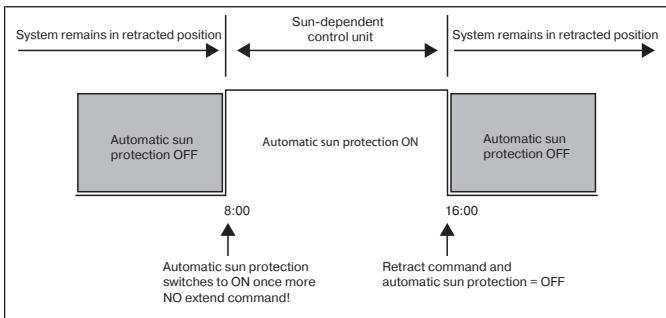 System remains in retracted position
Sun-dependent
control unit
System remains in retracted position
Automatic sun
protection OFF
Automatic sun protection ON
Automatic sun
protection OFF
8:00
16:00
Automatic sun protection
switches to ON once more
NO extend command!
Retract command and
automatic sun protection = OFF